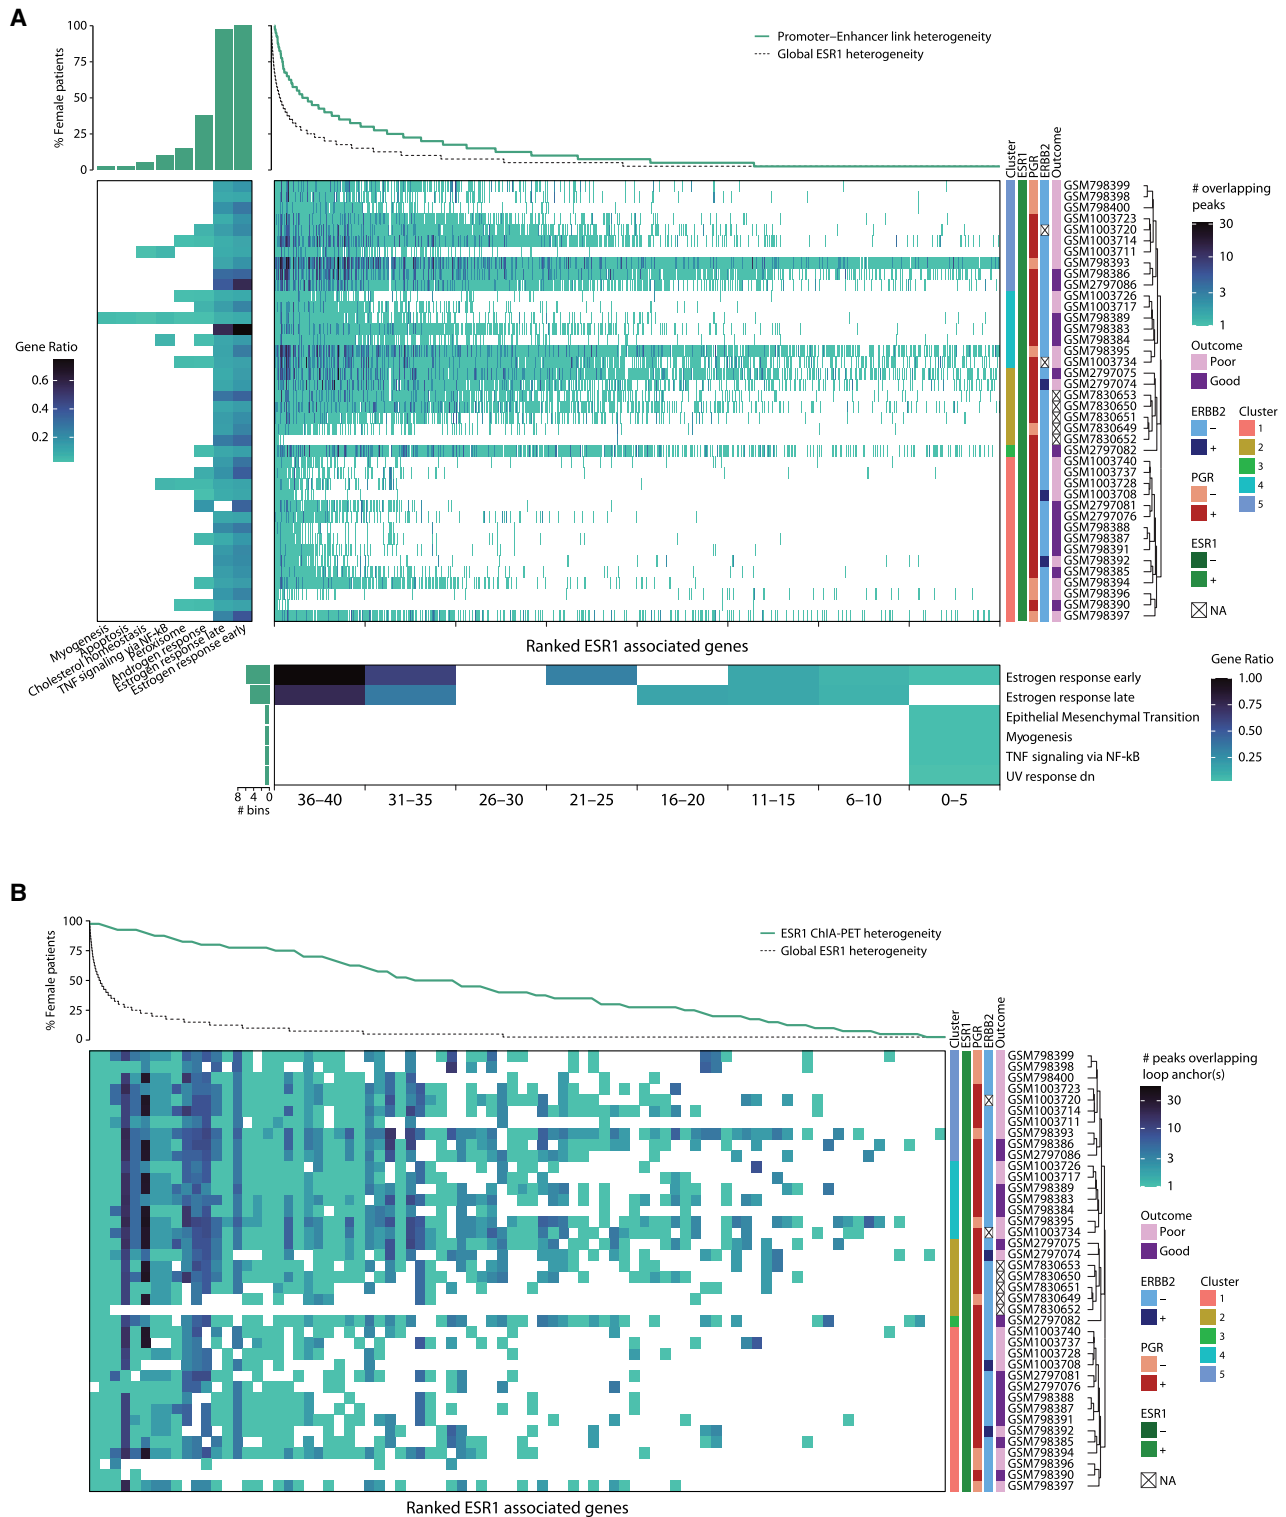 A
% Female patients
100
75
50
25
0
Promoter–Enhancer link heterogeneity
Global ESR1 heterogeneity
Cluster
ESR1
PGR
ERBB2
Outcome
GSM798399
GSM798398
GSM798400
GSM1003723
GSM1003720
GSM1003714
GSM1003711
GSM798393
GSM798386
GSM2797086
GSM1003726
GSM1003717
GSM798389
GSM798383
GSM798384
GSM798395
GSM1003734
GSM2797075
GSM2797074
GSM7830653
GSM7830650
GSM7830651
GSM7830649
GSM7830652
GSM2797082
GSM1003740
GSM1003737
GSM1003728
GSM1003708
GSM2797081
GSM2797076
GSM798388
GSM798387
GSM798391
GSM798392
GSM798385
GSM798394
GSM798396
GSM798390
GSM798397
# overlapping
peaks
30
10
3
1
Outcome
Poor
Good
ERBB2
–
+
Cluster
1
2
3
4
5
PGR
–
+
ESR1
–
+
NA
Gene Ratio
0.6
0.4
0.2
Myogenesis
Apoptosis
Cholesterol homeostasis
TNF signaling via NF-kB
Peroxisome
Androgen response
Estrogen response late
Estrogen response early
Ranked ESR1 associated genes
Estrogen response early
Estrogen response late
Epithelial Mesenchymal Transition
Myogenesis
TNF signaling via NF-kB
UV response dn
Gene Ratio
1.00
0.75
0.50
0.25
8 4 0
# bins
36–40 31–35 26–30 21–25 16–20 11–15 6–10 0–5
B
% Female patients
100
75
50
25
0
ESR1 ChIA-PET heterogeneity
Global ESR1 heterogeneity
Cluster
ESR1
PGR
ERBB2
Outcome
GSM798399
GSM798398
GSM798400
GSM1003723
GSM1003720
GSM1003714
GSM1003711
GSM798393
GSM798386
GSM2797086
GSM1003726
GSM1003717
GSM798389
GSM798383
GSM798384
GSM798395
GSM1003734
GSM2797075
GSM2797074
GSM7830653
GSM7830650
GSM7830651
GSM7830649
GSM7830652
GSM2797082
GSM1003740
GSM1003737
GSM1003728
GSM1003708
GSM2797081
GSM2797076
GSM798388
GSM798387
GSM798391
GSM798392
GSM798385
GSM798394
GSM798396
GSM798390
GSM798397
# peaks overlapping
loop anchor(s)
30
10
3
1
Outcome
Poor
Good
ERBB2
–
+
Cluster
1
2
3
4
5
PGR
–
+
ESR1
–
+
NA
Ranked ESR1 associated genes